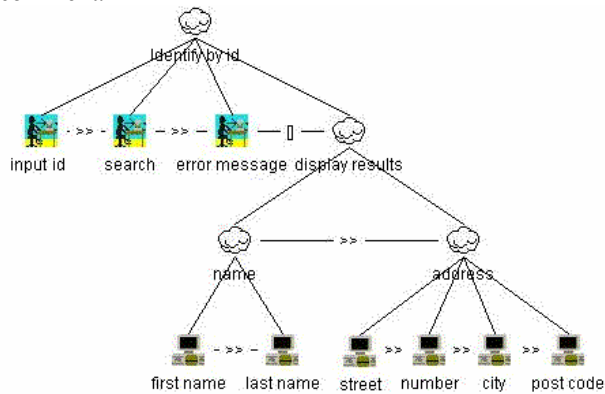 Identify by id
- >> - - >> - [] 
input id search error message display results
>>
name address
- >> - >> >> >>
first name last name street number city post code